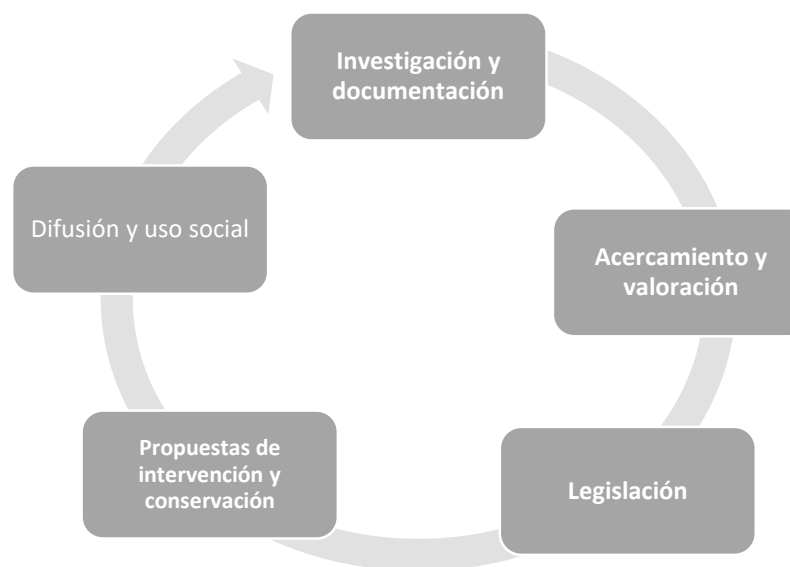 Investigación y
documentación
Acercamiento y
valoración
Legislación
Propuestas de
intervención y
conservación
Difusión y uso social